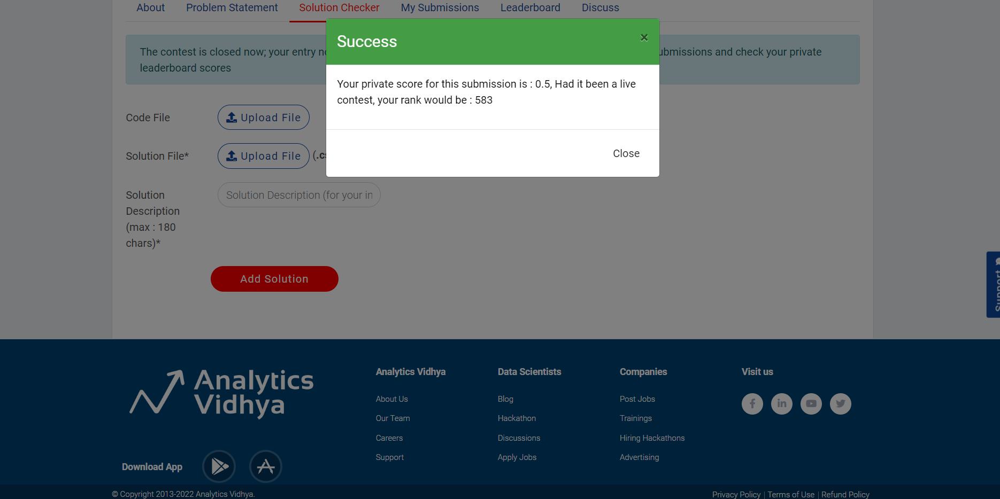 About Problem Statement Solution Checker My Submissions Leaderboard Discuss
Success ×
The contest is closed now; your entry
leaderboard scores
ubmissions and check your private
Your private score for this submission is : 0.5, Had it been a live
contest, your rank would be : 583
Close
Code File Upload File
Solution File* Upload File (.cs
Solution Description (max : 180 chars)*
Solution Description (for your in
Add Solution
Support
Analytics
Vidhya
Download App
Analytics Vidhya
About Us
Our Team
Careers
Support
Data Scientists
Blog
Hackathon
Discussions
Apply Jobs
Companies
Post Jobs
Trainings
Hiring Hackathons
Advertising
Visit us
© Copyright 2013-2022 Analytics Vidhya.
Privacy Policy | Terms of Use | Refund Policy